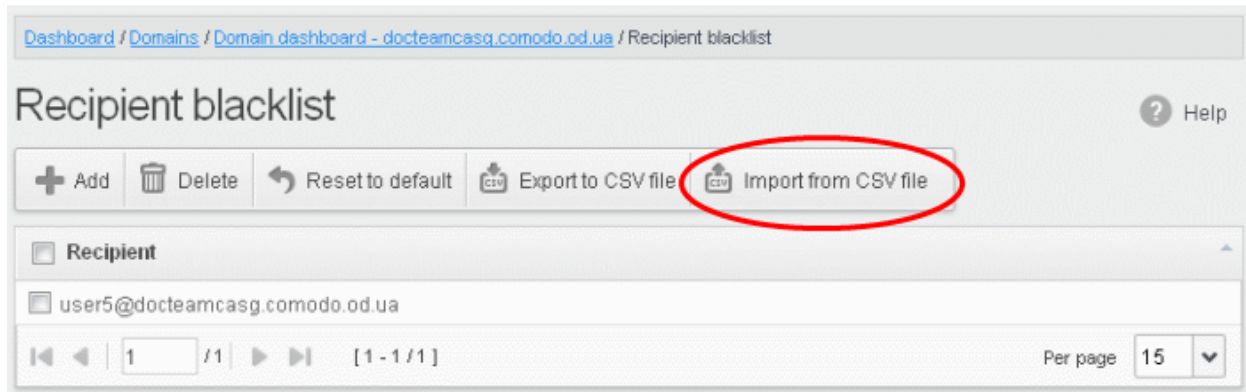 Dashboard / Domains / Domain dashboard - docteamcasg.comodo.od.ua / Recipient blacklist
Recipient blacklist
? Help
Add Delete Reset to default CSV Export to CSV file CSV Import from CSV file
Recipient
user5@docteamcasg.comodo.od.ua
1 /1 [ 1 - 1 / 1 ] Per page 15